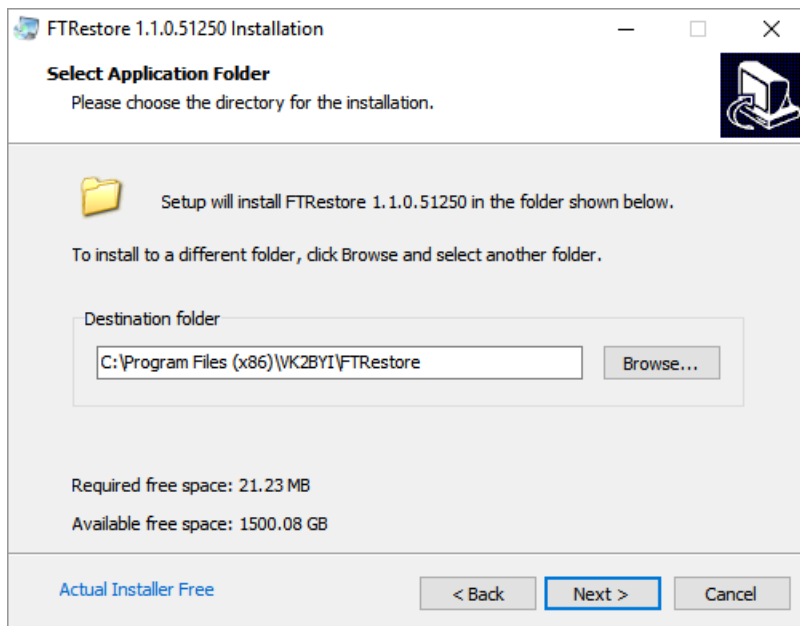 FTRestore 1.1.0.51250 Installation
Select Application Folder
Please choose the directory for the installation.
Setup will install FTRestore 1.1.0.51250 in the folder shown below.
To install to a different folder, click Browse and select another folder.
Destination folder
C:\Program Files (x86)\VK2BYI\FTRestore
Browse...
Required free space: 21.23 MB
Available free space: 1500.08 GB
Actual Installer Free
< Back
Next >
Cancel